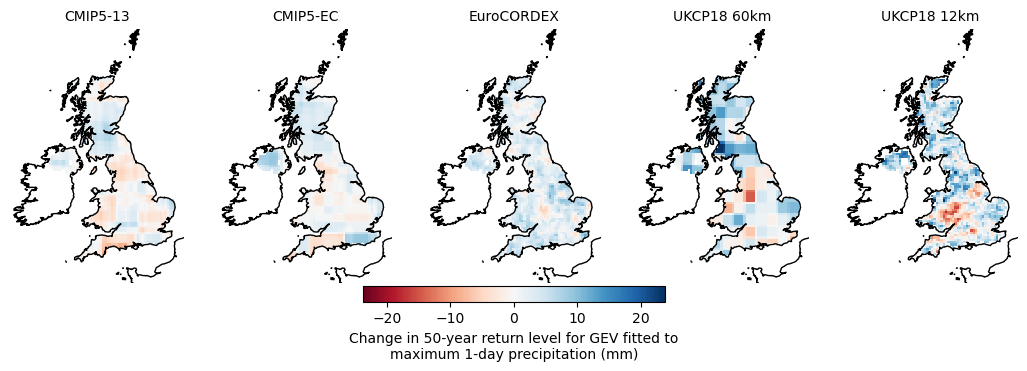 CMIP5-13 CMIP5-EC EuroCORDEX UKCP18 60km UKCP18 12km
−20 −10 0 10 20
Change in 50-year return level for GEV fitted to
maximum 1-day precipitation (mm)